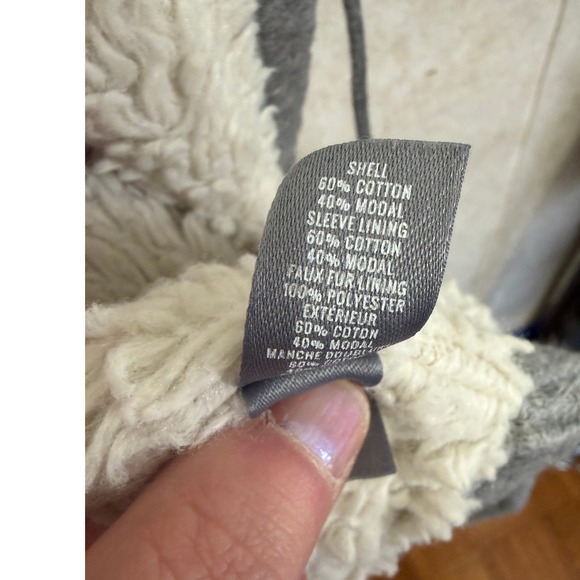 SHELL
60% COTTON
40% MODAL
SLEEVE LINING
60% COTTON
40% MODAL
FAUX FUR LINING
100% POLYESTER
EXTÉRIEUR
60% COTON
40% MODAL
MANCHE
60%